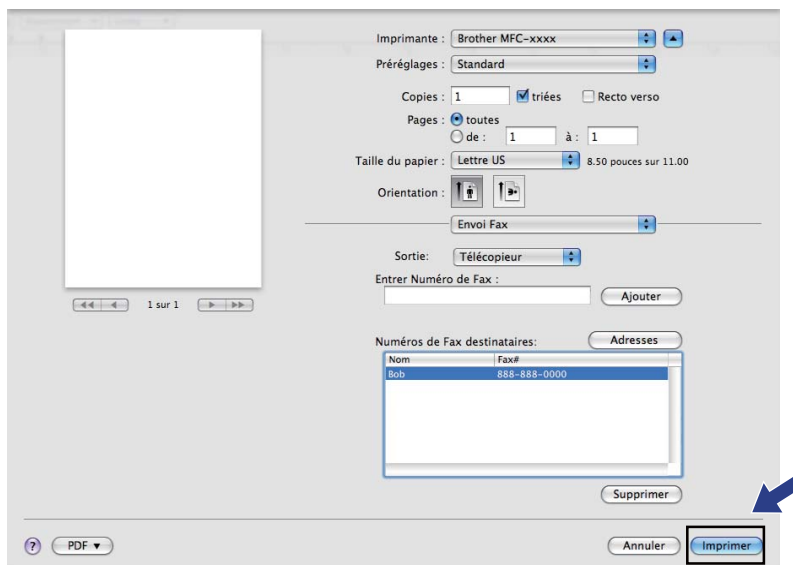 Imprimante : Brother MFC-xxxx
Préréglages : Standard
Copies : 1 triées Recto verso
Pages : toutes
de : 1 à : 1
Taille du papier : Lettre US 8.50 pouces sur 11.00
Orientation :
Envoi Fax
Sortie: Télécopieur
Entrer Numéro de Fax :
Ajouter
1 sur 1
Numéros de Fax destinataires: Adresses
Nom Fax#
Bob 888-888-0000
Supprimer
? PDF ▼ Annuler Imprimer